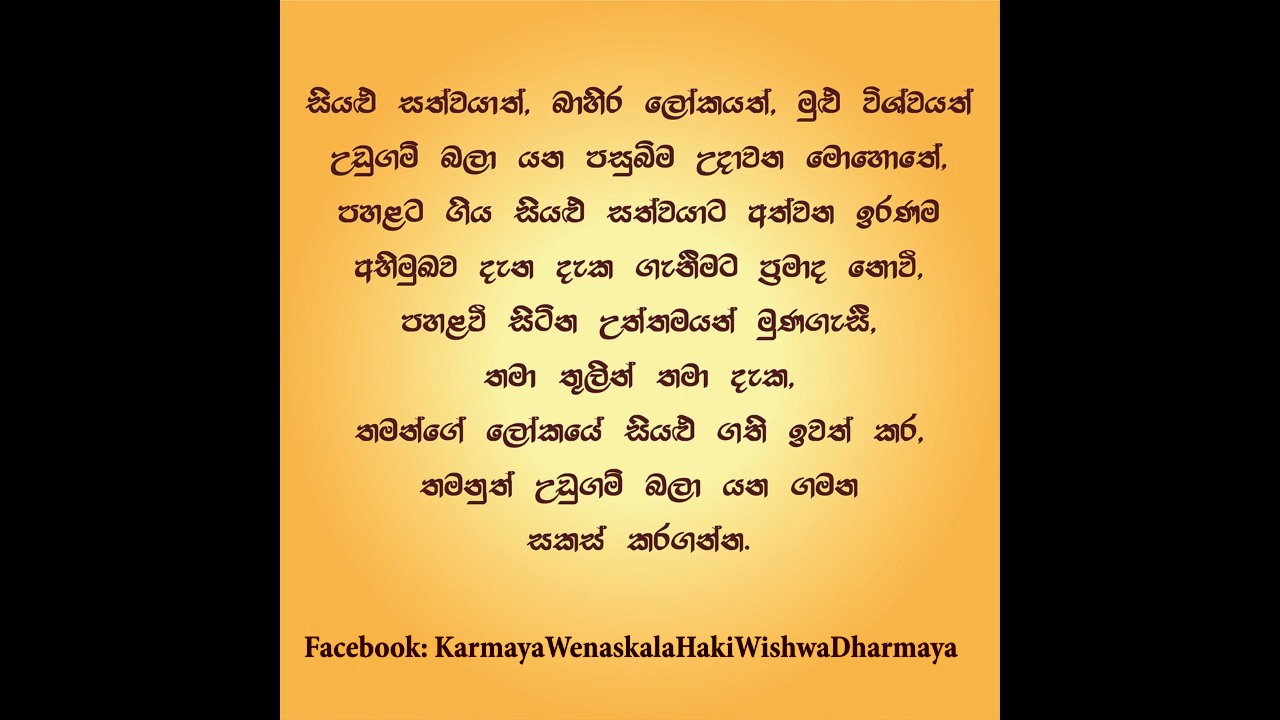 සියළු සත්වයාත්, බාහිර ලෝකයත්, මුළු විශ්වයත්
උඩුගම් බලා යන පසුබිම උදාවන මොහොතේ,
පහළට ගිය සියළු සත්වයාට අත්වන ඉරණම
අභිමුඛව දැන දැක ගැනීමට ප්‍රමාද නොවී,
පහළවී සිටින උත්තමයන් මුණගැසී,
තමා තූලින් තමා දැක,
තමන්ගේ ලෝකයේ සියළු ගති ඉවත් කර,
තමනුත් උඩුගම් බලා යන ගමන
සකස් කරගන්න.
Facebook: KarmayaWenaskalaHakiWishwaDharmaya